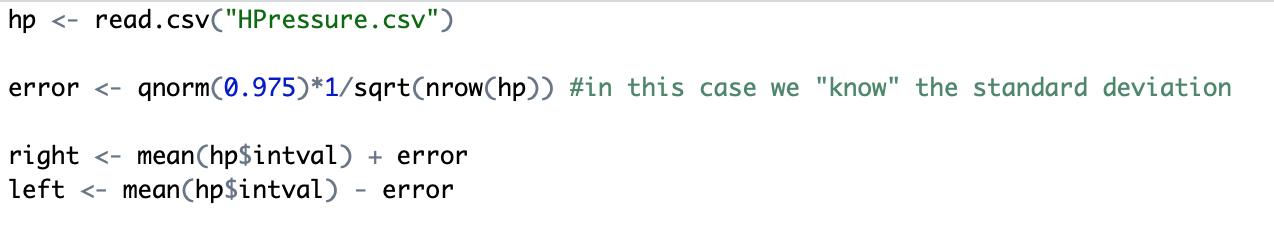 hp <- read.csv("HPressure.csv")
error <- qnorm(0.975)*1/sqrt(nrow(hp)) #in this case we "know" the standard deviation
right <- mean(hp$intval) + error
left <- mean(hp$intval) - error